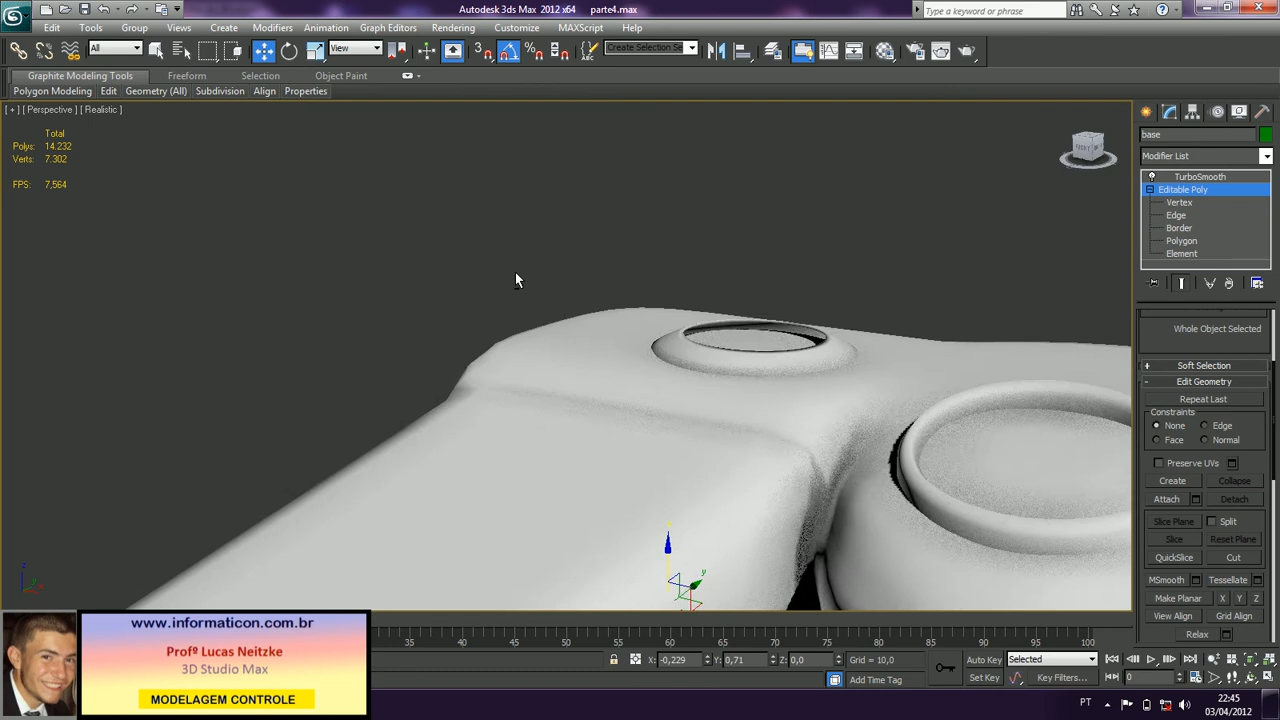 Autodesk 3ds Max 2012 x64 parte4.max
Type a keyword or phrase
Edit Tools Group Views Create Modifiers Animation Graph Editors Rendering Customize MAXScript Help
All View 3 Create Selection Se
Graphite Modeling Tools Freeform Selection Object Paint
Polygon Modeling Edit Geometry (All) Subdivision Align Properties
[ + ] [ Perspective ] [ Realistic ]
Total
Polys: 14.232
Verts: 7.302
FPS: 7,564
base
Modifier List
TurboSmooth
Editable Poly
Vertex
Edge
Border
Polygon
Element
Whole Object Selected
+ Soft Selection
- Edit Geometry
Repeat Last
Constraints
None Edge
Face Normal
Preserve UVs
Create Collapse
Attach Detach
Slice Plane Split
Slice Reset Plane
QuickSlice Cut
MSmooth Tessellate
Make Planar X Y Z
View Align Grid Align
Relax
z
y
35 40 45 50 55 60 65 70 75 80 85 90 95 100
X: -0,229 Y: 0,71 Z: 0,0 Grid = 10,0 Auto Key Selected
Add Time Tag Set Key Key Filters... 0
www.informaticon.com.br
Profº Lucas Neitzke
3D Studio Max
MODELAGEM CONTROLE
PT
22:45
03/04/2012